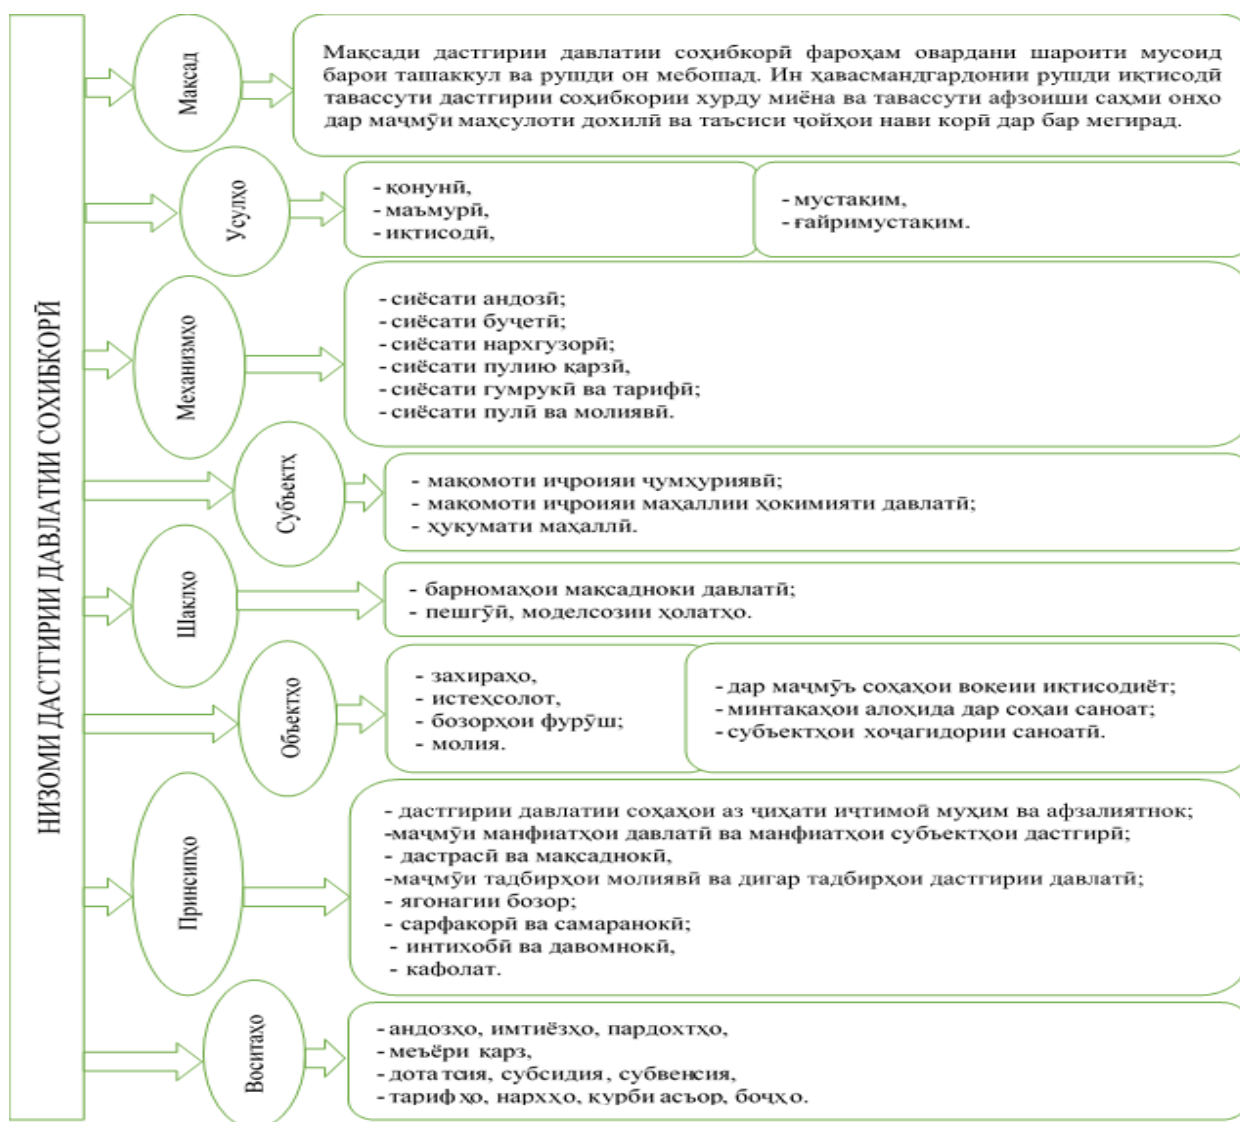 НИЗОМИ ДАСТГИРИИ ДАВЛАТИИ СОҲИБКОРӢ
Мақсад
Мақсади дастгирии давлатии соҳибкорӣ фароҳам овардани шароити мусоид
барои ташаккул ва рушди он мебошад. Ин ҳавасмандгардонии рушди иқтисодӣ
тавассути дастгирии соҳибкории хурду миёна ва тавассути афзоиши саҳми онҳо
дар маҷмӯи маҳсулоти дохилӣ ва таъсиси ҷойҳои нави корӣ дар бар мегирад.
Усулҳо
- қонунӣ,
- маъмурӣ,
- иқтисодӣ,
- мустақим,
- ғайримустақим.
Механизмҳо
- сиёсати андозӣ;
- сиёсати буҷетӣ;
- сиёсати нархгузорӣ;
- сиёсати пулию қарзӣ,
- сиёсати гумрукӣ ва тарифӣ;
- сиёсати пулӣ ва молиявӣ.
Субъектҳ
- мақомоти иҷроияи ҷумҳуриявӣ;
- мақомоти иҷроияи маҳаллии ҳокимияти давлатӣ;
- ҳукумати маҳаллӣ.
Шаклҳо
- барномаҳои мақсадноки давлатӣ;
- пешгӯӣ, моделсозии ҳолатҳо.
Объектҳо
- захираҳо,
- истеҳсолот,
- бозорҳои фурӯш;
- молия.
- дар маҷмӯъ соҳаҳои воқеии иқтисодиёт;
- минтақаҳои алоҳида дар соҳаи саноат;
- субъектҳои хоҷагидории саноатӣ.
Принсипҳо
- дастгирии давлатии соҳаҳои аз ҷиҳати иҷтимоӣ муҳим ва афзалиятнок;
-маҷмӯи манфиатҳои давлатӣ ва манфиатҳои субъектҳои дастгирӣ;
- дастрасӣ ва мақсаднокӣ,
-маҷмӯи тадбирҳои молиявӣ ва дигар тадбирҳои дастгирии давлатӣ;
- ягонагии бозор;
- сарфакорӣ ва самаранокӣ;
- интихобӣ ва давомнокӣ,
- кафолат.
Воситаҳо
- андозҳо, имтиёзҳо, пардохтҳо,
- меъёри қарз,
- дотатсия, субсидия, субвенсия,
- тарифҳо, нархҳо, қурби асъор, боҷҳо.